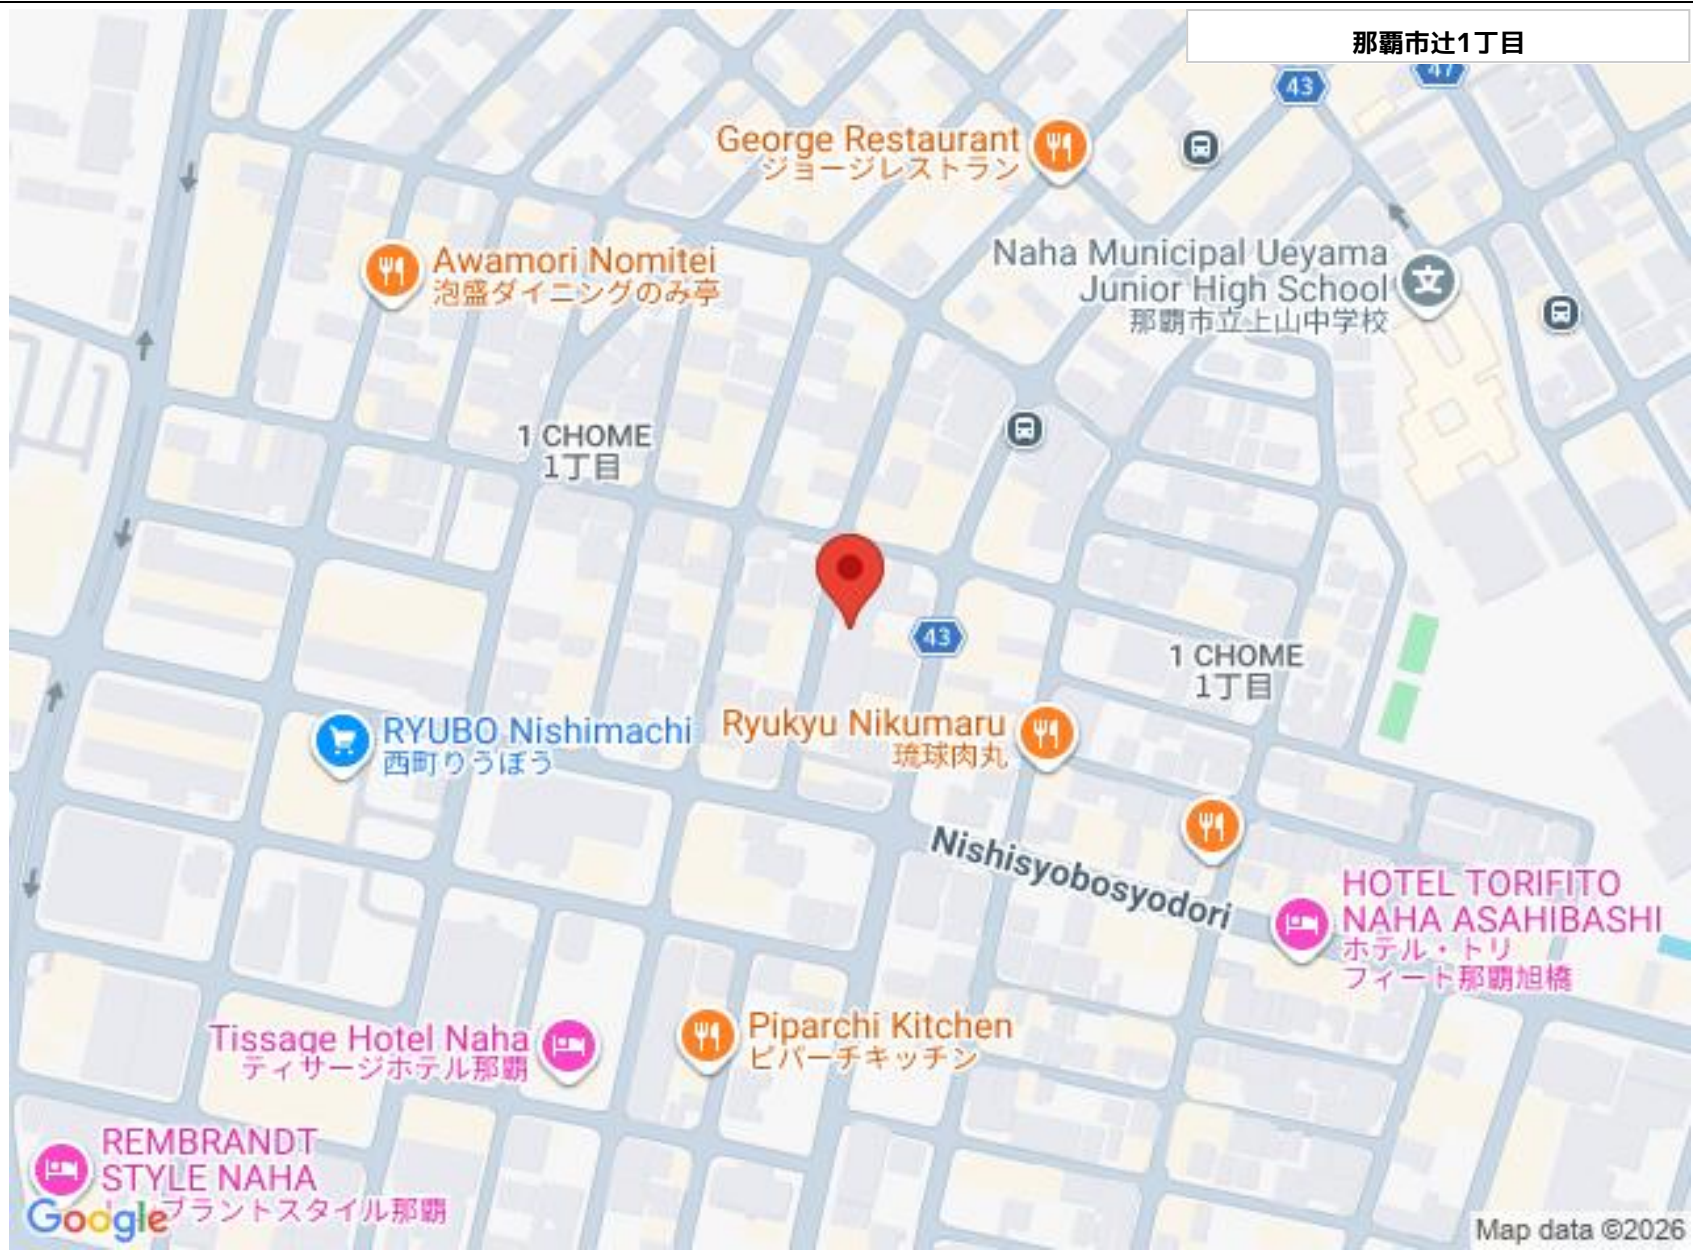 那覇市辻1丁目
47
43
George Restaurant
ジョージレストラン
Awamori Nomitei
泡盛ダイニングのみ亭
Naha Municipal Ueyama
Junior High School
那覇市立上山中学校
文
1 CHOME
1丁目
43
1 CHOME
1丁目
RYUBO Nishimachi
西町りうぼう
Ryukyu Nikumaru
琉球肉丸
Nishisyobosyodori
HOTEL TORIFITO
NAHA ASAHIBASHI
ホテル・トリ
フィート那覇旭橋
Tissage Hotel Naha
ティサージホテル那覇
Piparchi Kitchen
ピパーチキッチン
REMBRANDT
STYLE NAHA
ブラントスタイル那覇
Google
Map data ©2026